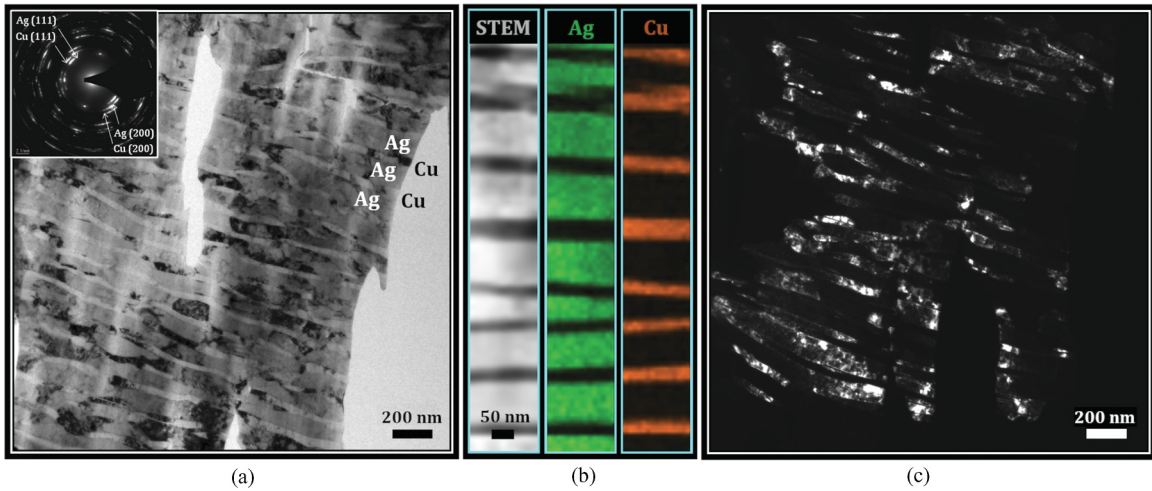 Ag (111)
Cu (111)
Ag (200)
Cu (200)
Ag
Ag Cu
Ag Cu
200 nm
(a)
STEM Ag Cu
50 nm
(b)
200 nm
(c)